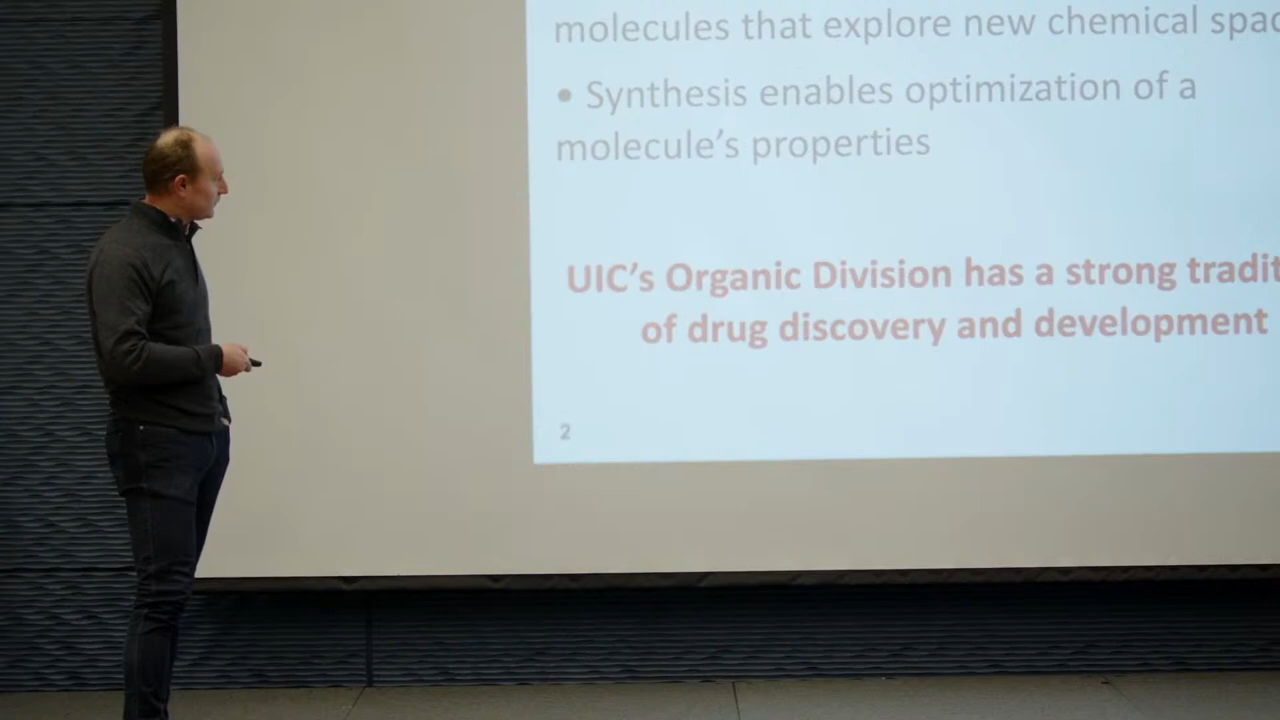 molecules that explore new chemical spac
• Synthesis enables optimization of a
molecule’s properties
UIC’s Organic Division has a strong tradit
of drug discovery and development
2